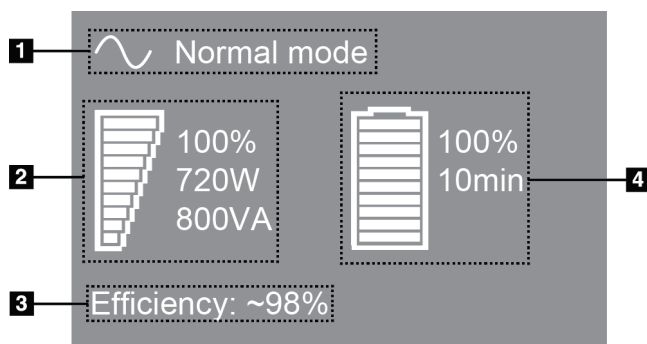 1
Normal mode
2
100%
720W
800VA
100%
10min
4
3
Efficiency: ~98%